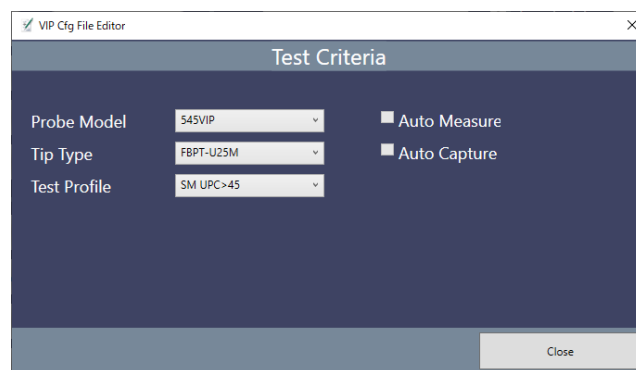 VIP Cfg File Editor
Test Criteria
Probe Model 545VIP Auto Measure
Tip Type FBPT-U25M Auto Capture
Test Profile SM UPC>45
Close